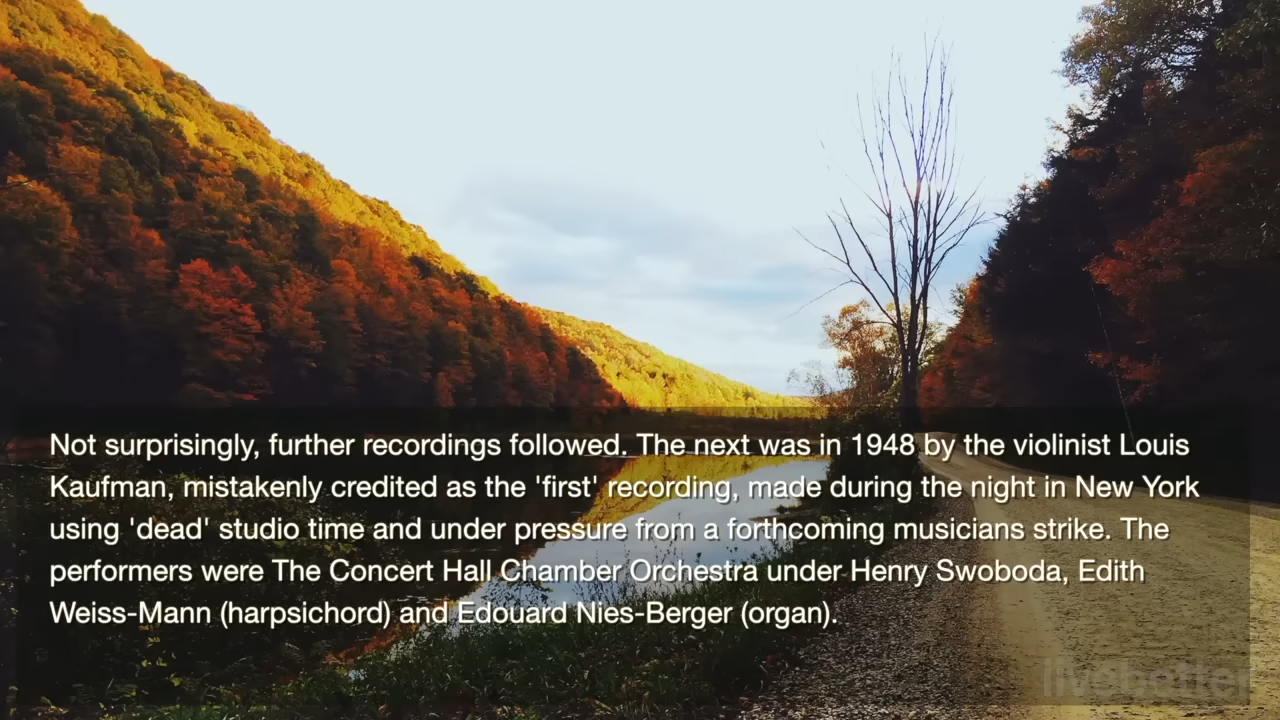 Not surprisingly, further recordings followed. The next was in 1948 by the violinist Louis
Kaufman, mistakenly credited as the 'first' recording, made during the night in New York
using 'dead' studio time and under pressure from a forthcoming musicians strike. The
performers were The Concert Hall Chamber Orchestra under Henry Swoboda, Edith
Weiss-Mann (harpsichord) and Edouard Nies-Berger (organ).
livebetter